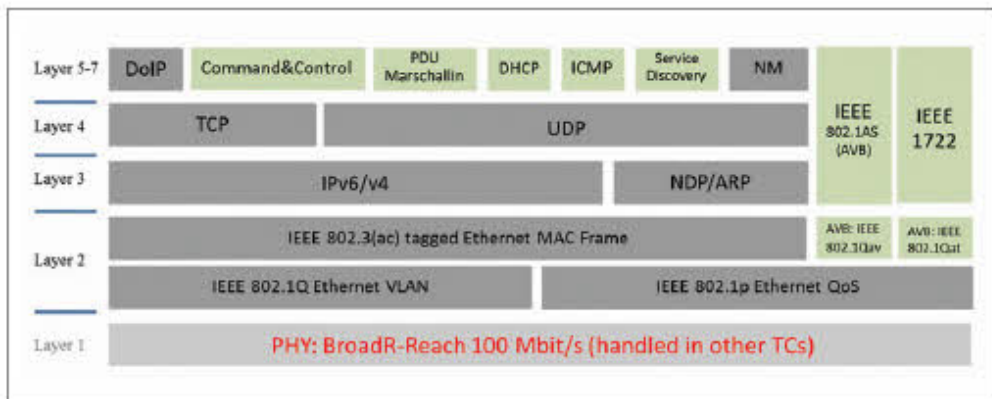 Layer 5-7
DoIP
Command&Control
PDU
Marschallin
DHCP
ICMP
Service
Discovery
NM
IEEE
802.1AS
(AVB)
IEEE
1722
Layer 4
TCP
UDP
Layer 3
IPv6/v4
NDP/ARP
Layer 2
IEEE 802.3(ac) tagged Ethernet MAC Frame
AVB: IEEE
802.1Qav
AVB: IEEE
802.1Qat
IEEE 802.1Q Ethernet VLAN
IEEE 802.1p Ethernet QoS
Layer 1
PHY: BroadR-Reach 100 Mbit/s (handled in other TCs)